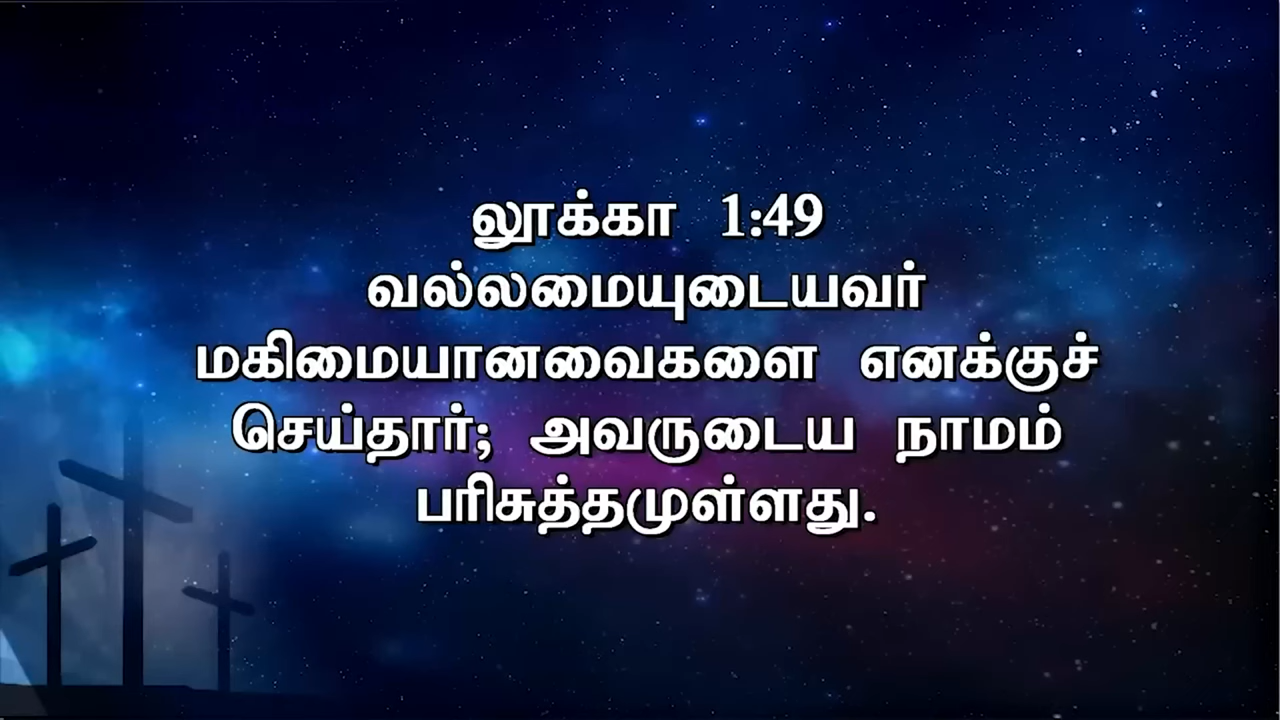 லூக்கா 1:49
வல்லமையுடையவர்
மகிமையானவைகளை எனக்குச்
செய்தார்; அவருடைய நாமம்
பரிசுத்தமுள்ளது.